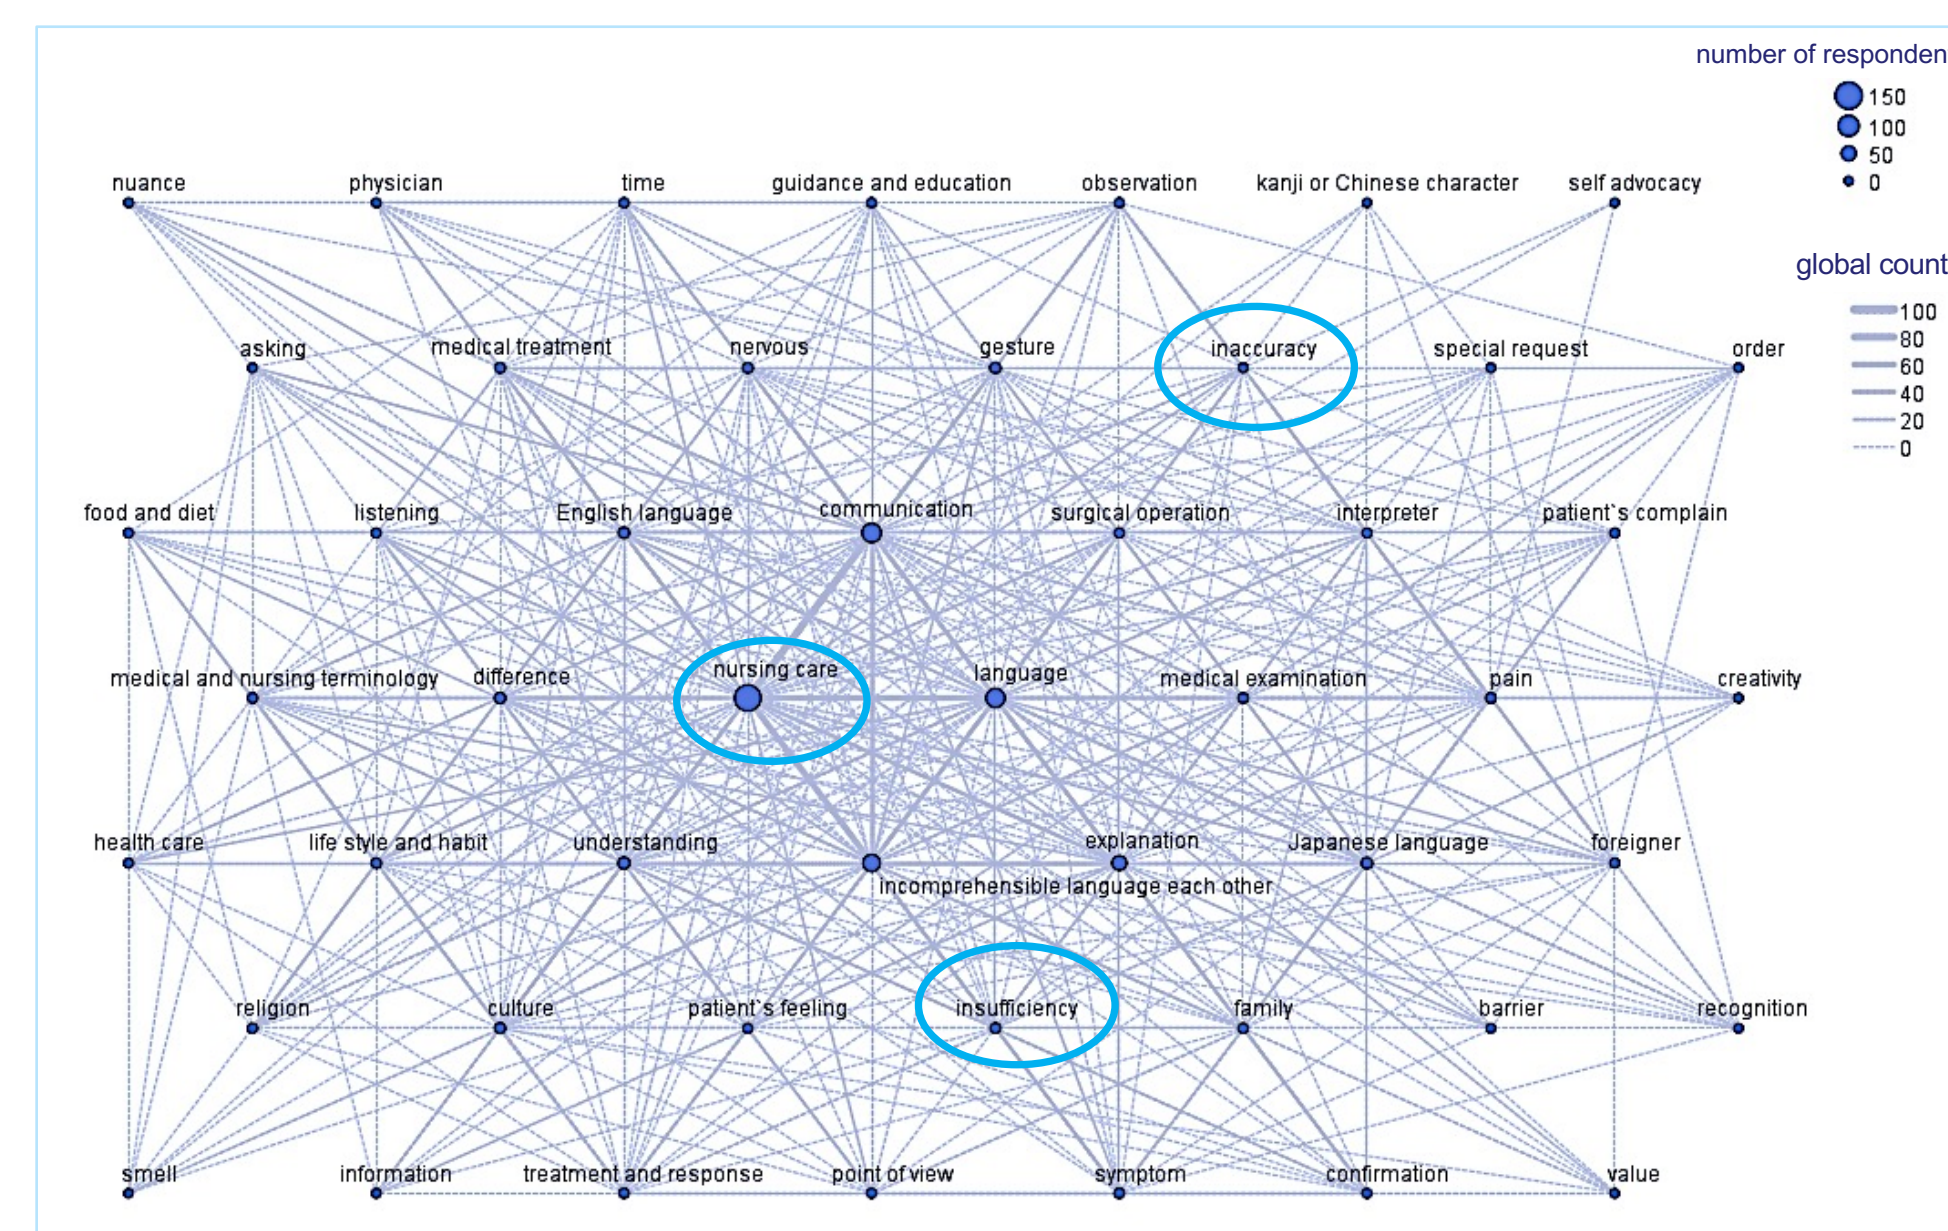 number of responden
150
100
50
0
global count
100
80
60
40
20
0
nuance physician time guidance and education observation kanji or Chinese character self advocacy
asking medical treatment nervous gesture inaccuracy special request order
food and diet listening English language communication surgical operation interpreter patient`s complain
medical and nursing terminology difference nursing care language medical examination pain creativity
health care life style and habit understanding explanation Japanese language foreigner
incomprehensible language each other
religion culture patient`s feeling insufficiency family barrier recognition
smell information treatment and response point of view symptom confirmation value